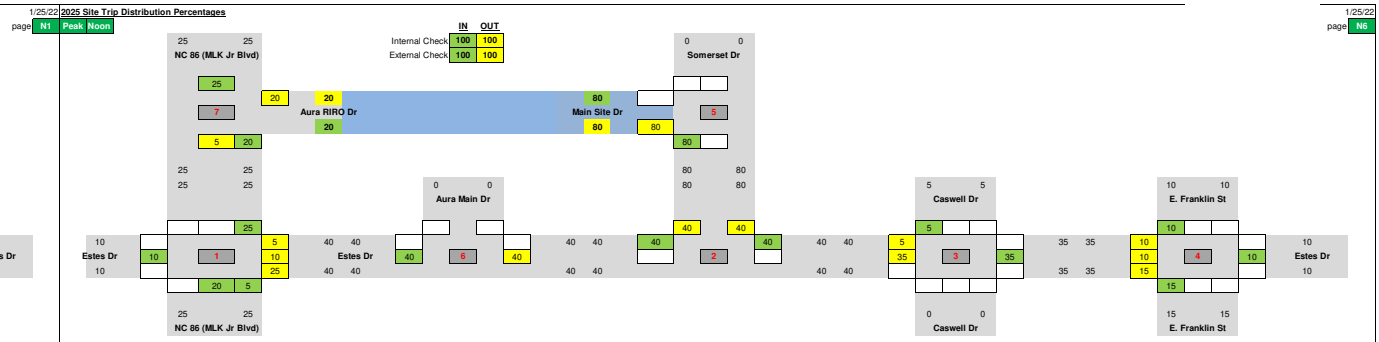 1/25/22 2025 Site Trip Distribution Percentages 1/25/22
page N1 Peak Noon IN OUT page N6
25 25 Internal Check 100 100 0 0
NC 86 (MLK Jr Blvd) External Check 100 100 Somerset Dr
25
20 20 80
7 Aura RIRO Dr Main Site Dr 5
20 80 80
5 20 80
25 25 80 80
25 25 0 0 80 80 5 5 10 10
Aura Main Dr Caswell Dr E. Franklin St
25 40 40 5 10
10 5 40 40 40 40 40 40 40 40 5 35 35 10 10
s Dr Estes Dr 10 1 10 Estes Dr 40 6 40 2 35 3 35 10 4 10 Estes Dr
10 25 40 40 40 40 40 40 35 35 15 10
20 5 15
25 25 0 0 15 15
NC 86 (MLK Jr Blvd) Caswell Dr E. Franklin St